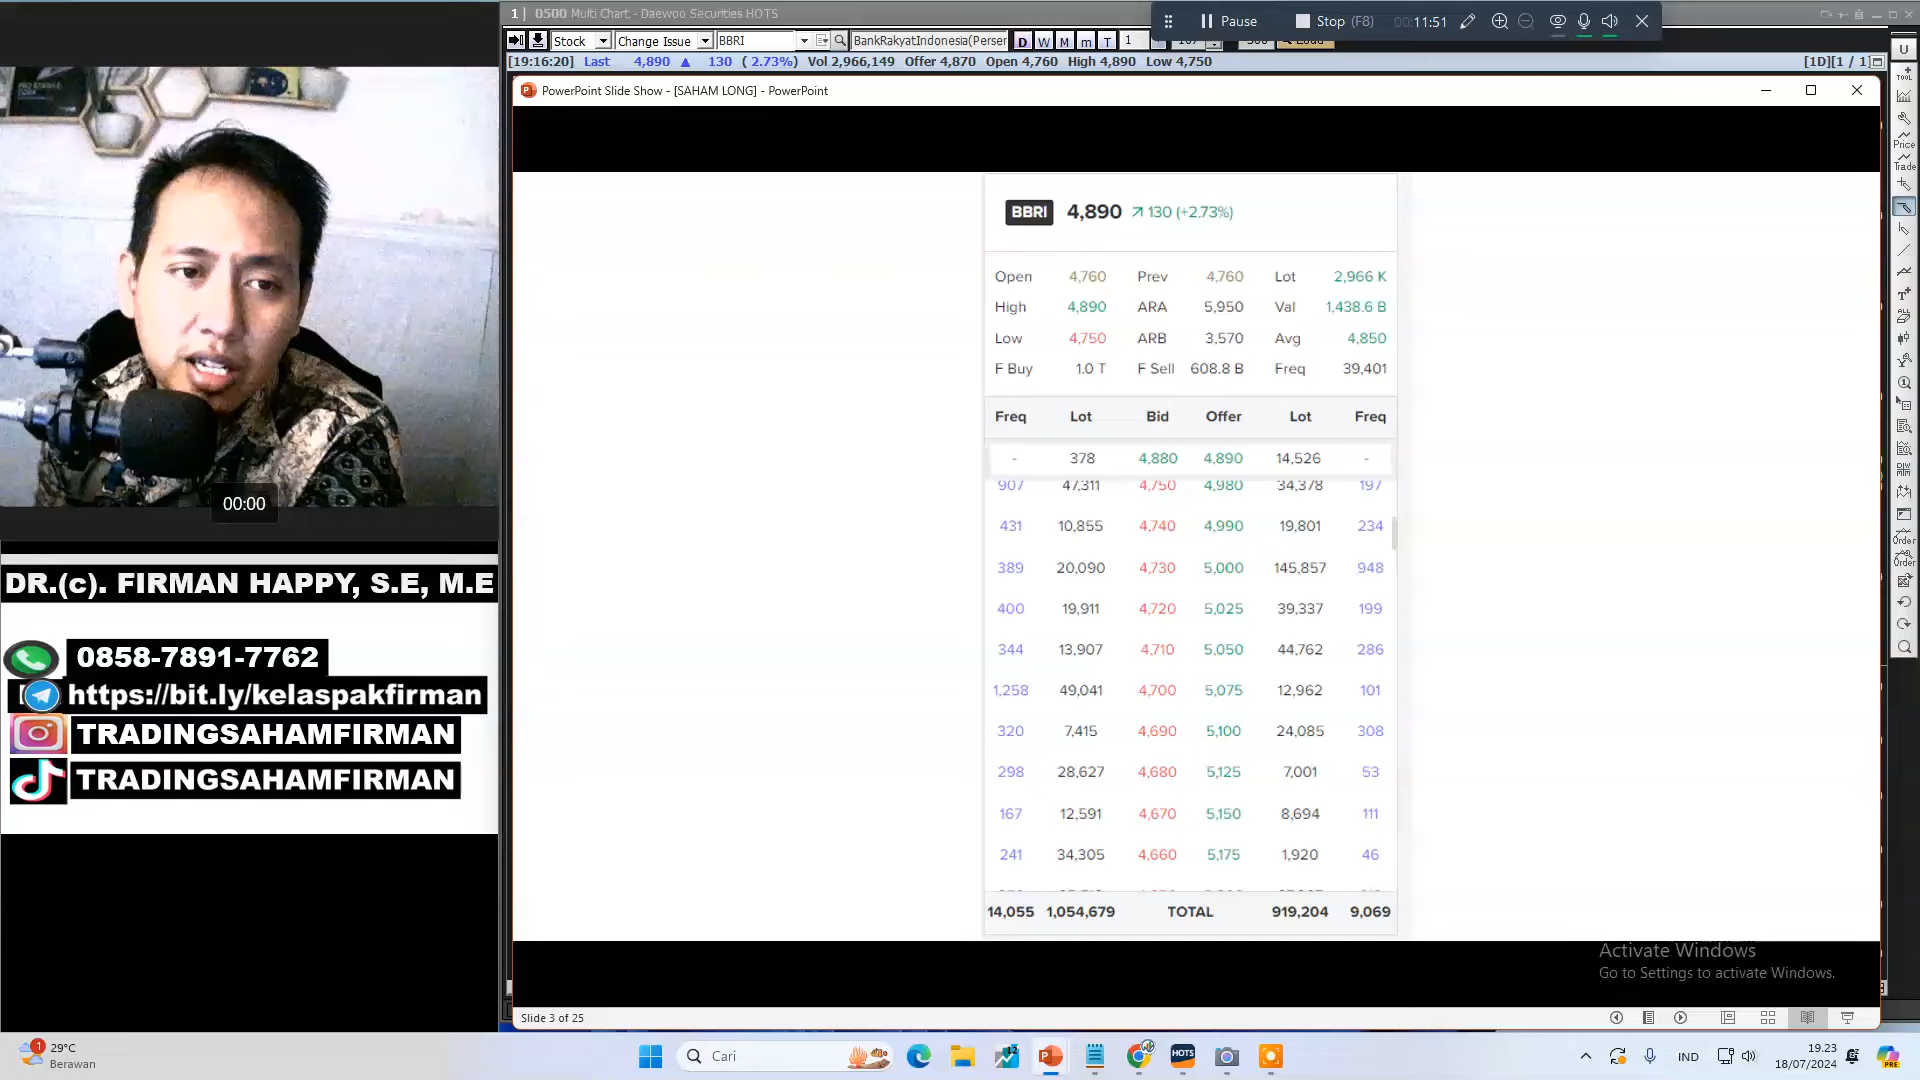 1 0500 Multi Chart - Daewoo Securities HOTS
Pause Stop (F8) 00:11:51
Stock Change Issue BBRI BankRakyatIndonesia(Perser D W M m T 1
[19:16:20] Last 4,890 ▲ 130 ( 2.73%) Vol 2,966,149 Offer 4,870 Open 4,760 High 4,890 Low 4,750 [1D][1 / 1]
PowerPoint Slide Show - [SAHAM LONG] - PowerPoint
BBRI 4,890 130 (+2.73%)
Open 4,760 Prev 4,760 Lot 2,966 K
High 4,890 ARA 5,950 Val 1,438.6 B
Low 4,750 ARB 3,570 Avg 4,850
F Buy 1.0 T F Sell 608.8 B Freq 39,401
Freq Lot Bid Offer Lot Freq
- 378 4,880 4,890 14,526 -
907 47,311 4,750 4,980 34,378 197
431 10,855 4,740 4,990 19,801 234
389 20,090 4,730 5,000 145,857 948
400 19,911 4,720 5,025 39,337 199
344 13,907 4,710 5,050 44,762 286
1,258 49,041 4,700 5,075 12,962 101
320 7,415 4,690 5,100 24,085 308
298 28,627 4,680 5,125 7,001 53
167 12,591 4,670 5,150 8,694 111
241 34,305 4,660 5,175 1,920 46
14,055 1,054,679 TOTAL 919,204 9,069
00:00
DR.(c). FIRMAN HAPPY, S.E, M.E
0858-7891-7762
https://bit.ly/kelaspakfirman
TRADINGSAHAMFIRMAN
TRADINGSAHAMFIRMAN
U
TOOL
Price
Trade
Order
Order
Activate Windows
Go to Settings to activate Windows.
Slide 3 of 25
1
29°C
Berawan
Cari
12
HOTS
IND
19.23
18/07/2024
PRE